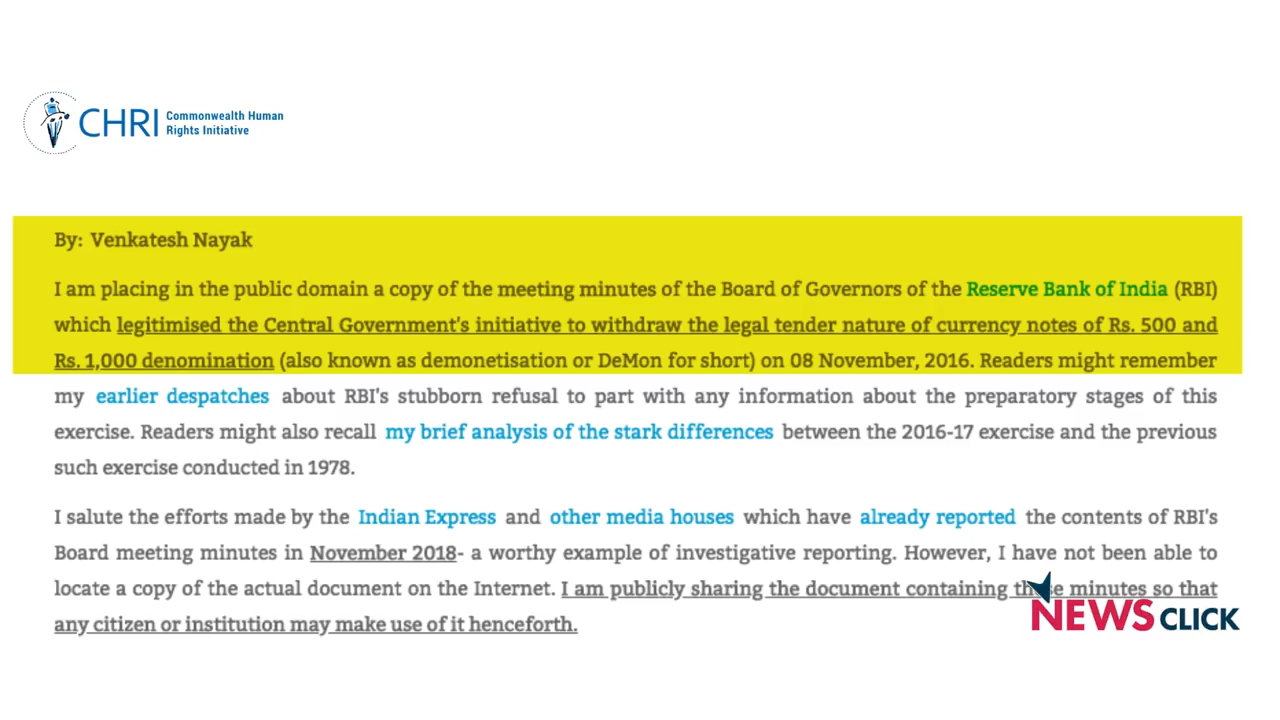 CHRI Commonwealth Human
Rights Initiative
By: Venkatesh Nayak
I am placing in the public domain a copy of the meeting minutes of the Board of Governors of the Reserve Bank of India (RBI)
which legitimised the Central Government's initiative to withdraw the legal tender nature of currency notes of Rs. 500 and
Rs. 1,000 denomination (also known as demonetisation or DeMon for short) on 08 November, 2016. Readers might remember
my earlier despatches about RBI's stubborn refusal to part with any information about the preparatory stages of this
exercise. Readers might also recall my brief analysis of the stark differences between the 2016-17 exercise and the previous
such exercise conducted in 1978.
I salute the efforts made by the Indian Express and other media houses which have already reported the contents of RBI's
Board meeting minutes in November 2018- a worthy example of investigative reporting. However, I have not been able to
locate a copy of the actual document on the Internet. I am publicly sharing the document containing minutes so that
any citizen or institution may make use of it henceforth.
NEWSCLICK